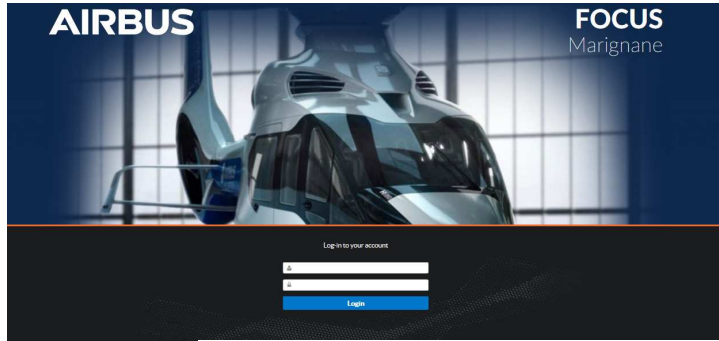 AIRBUS
FOCUS
Marignane
Log-in to your account
Login